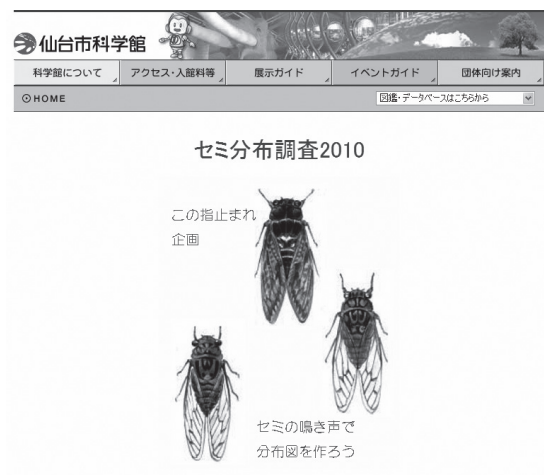 仙台市科学館
科学館について アクセス・入館料等 展示ガイド イベントガイド 団体向け案内
HOME 図鑑・データベースはこちらから
セミ分布調査2010
この指止まれ
企画
セミの鳴き声で
分布図を作ろう